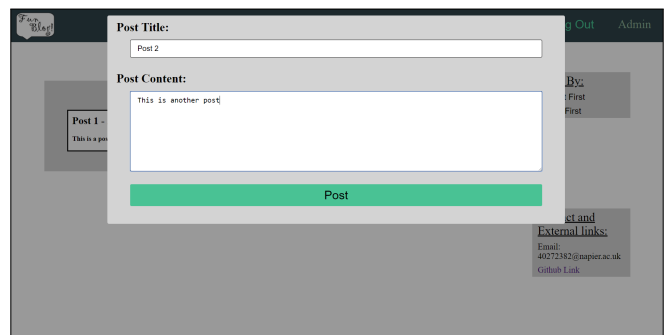 Fun
Blog!
g Out
Admin
Post Title:
Post 2
Post Content:
This is another post
Post
Post 1 -
This is a pos
By:
t First
First
ct and
External links:
Email:
40272382@napier.ac.uk
Github Link